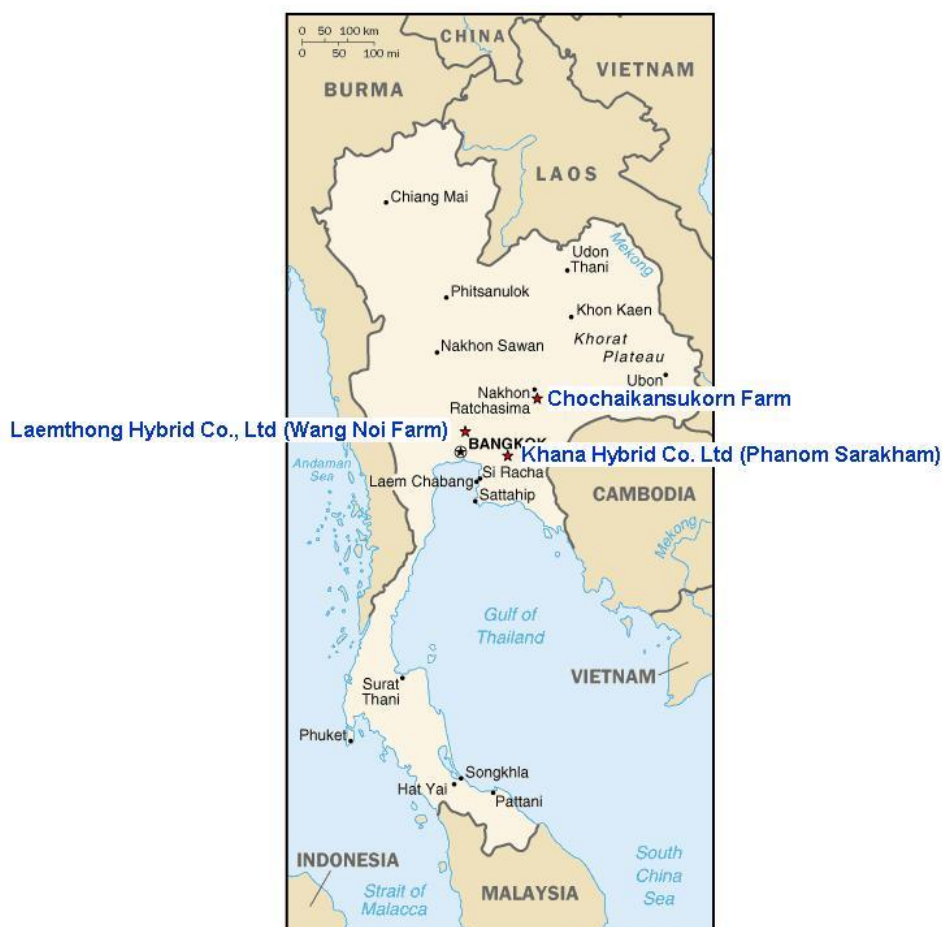 0 50 100 km
0 50 100 mi
CHINA
VIETNAM
BURMA
LAOS
Chiang Mai
Mekong
Udon
Thani
Phitsanulok
Khon Kaen
Khorat
Plateau
Nakhon Sawan
Ubon
Nakhon
Ratchasima
Chochaikansukorn Farm
Laemthong Hybrid Co., Ltd (Wang Noi Farm)
BANGKOK
Khana Hybrid Co. Ltd (Phanom Sarakham)
Andaman
Sea
Si Racha
Laem Chabang
Sattahip
CAMBODIA
Mekong
Gulf of
Thailand
VIETNAM
Surat
Thani
Phuket
Songkhla
Hat Yai
Pattani
INDONESIA
Strait of
Malacca
MALAYSIA
South
China
Sea